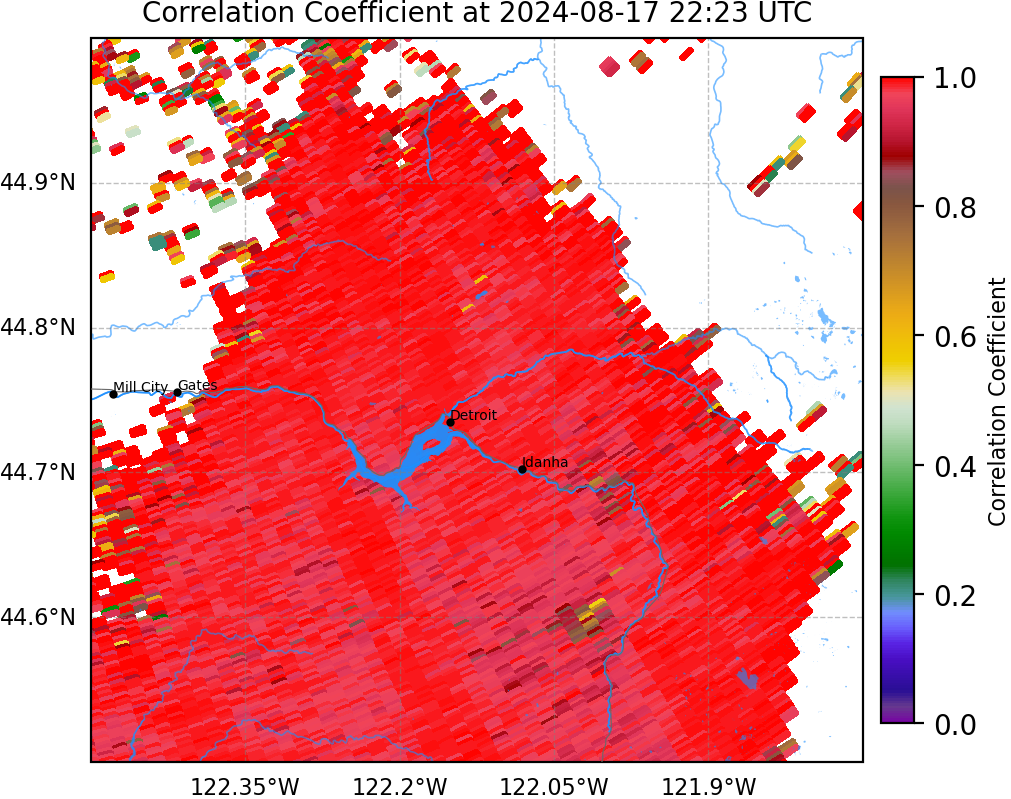 Correlation Coefficient at 2024-08-17 22:23 UTC
1.0
44.9°N
0.8
44.8°N
0.6
Mill City
Gates
Detroit
Idanha
44.7°N
0.4
Correlation Coefficient
44.6°N
0.2
0.0
122.35°W
122.2°W
122.05°W
121.9°W